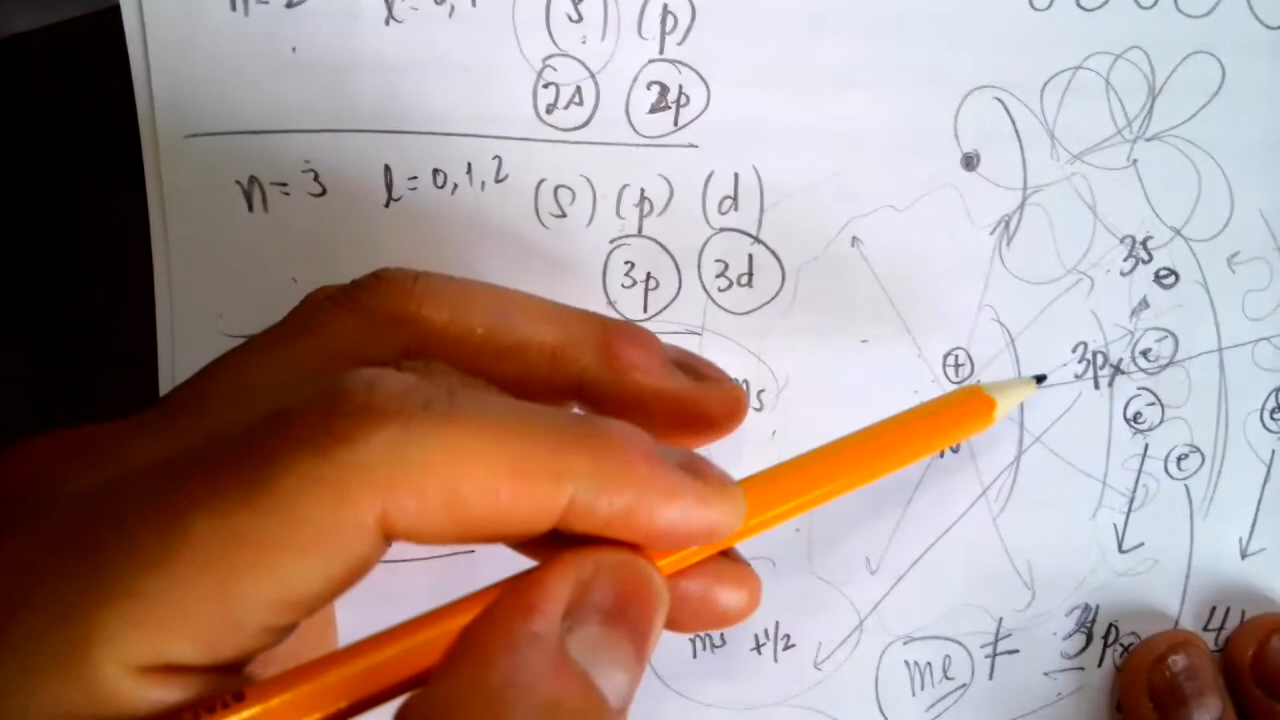 (s) (p)
2s 2p
n=3 l=0,1,2 (s) (p) (d)
3p 3d
3s
+
3px e-
e-
e-
ms +1/2
me ≠ 3px